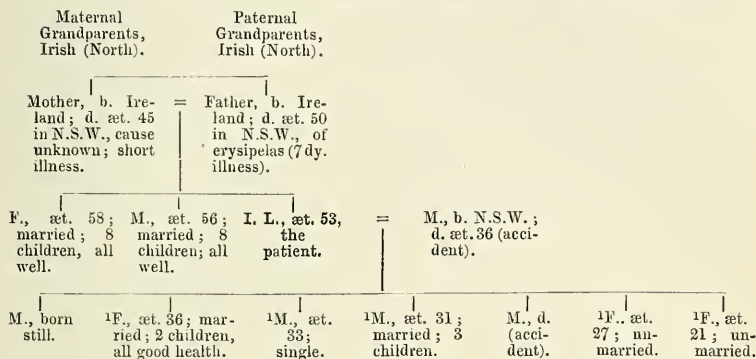 Maternal
Grandparents,
Irish (North).
Paternal
Grandparents,
Irish (North).
Mother, b. Ire-
land; d. æt. 45
in N.S.W., cause
unknown; short
illness.
=
Father, b. Ire-
land; d. æt. 50
in N.S.W., of
erysipelas (7 dy.
illness).
F., æt. 58;
married; 8
children, all
well.
M., æt. 56;
married; 8
children; all
well.
I. L., æt. 53,
the
patient.
=
M., b. N.S.W.;
d. æt. 36 (acci-
dent).
M., born
still.
¹F., æt. 36; mar-
ried; 2 children,
all good health.
¹M., æt.
33;
single.
¹M., æt. 31;
married; 3
children.
M., d.
(acci-
dent).
¹F.. æt.
27; un-
married.
¹F., æt.
21; un-
married.